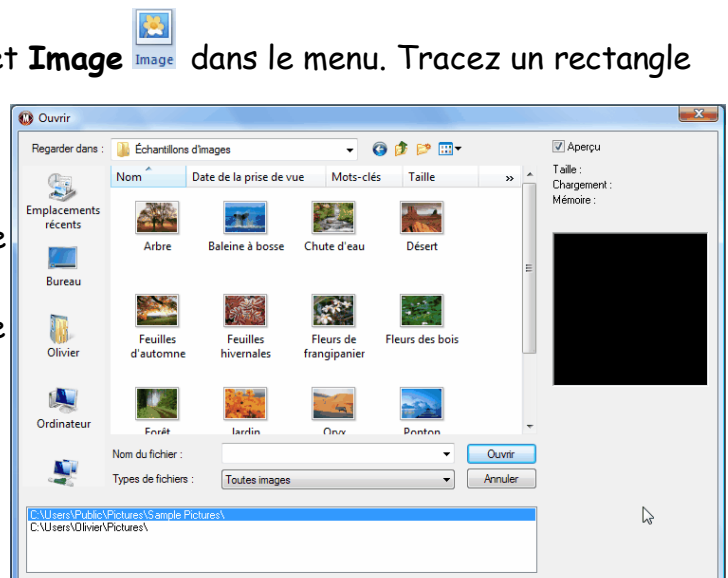 et Image Image dans le menu. Tracez un rectangle
Ouvrir
Regarder dans : Échantillons d'images
Aperçu
Taille :
Chargement :
Mémoire :
Nom Date de la prise de vue Mots-clés Taille »
Emplacements
récents
Bureau
Olivier
Ordinateur
e
e
Arbre Baleine à bosse Chute d'eau Désert
Feuilles
d'automne
Feuilles
hivernales
Fleurs de
frangipanier
Fleurs des bois
Forêt Jardin Oryx Ponton
Nom du fichier : Ouvrir
Types de fichiers : Toutes images Annuler
C:\Users\Public\Pictures\Sample Pictures\
C:\Users\Olivier\Pictures\